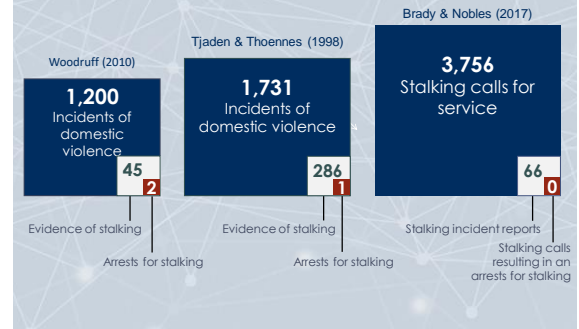 Woodruff (2010)
1,200
Incidents of
domestic
violence
45
2
Evidence of stalking
Arrests for stalking
Tjaden & Thoennes (1998)
1,731
Incidents of
domestic violence
286
1
Evidence of stalking
Arrests for stalking
Brady & Nobles (2017)
3,756
Stalking calls for
service
66
0
Stalking incident reports
Stalking calls
resulting in an
arrests for stalking